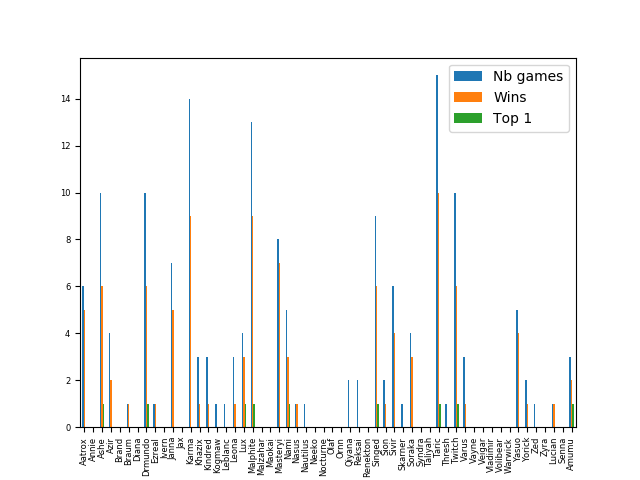 Nb games
Wins
Top 1
14
12
10
8
6
4
2
0
Aatrox
Annie
Ashe
Azir
Brand
Braum
Diana
Drmundo
Ezreal
Ivern
Janna
Jax
Karma
Khazix
Kindred
Kogmaw
Leblanc
Leona
Lux
Malphite
Malzahar
Maokai
Masteryi
Nami
Nasus
Nautilus
Neeko
Nocturne
Olaf
Ornn
Qiyana
Reksai
Renekton
Singed
Sion
Sivir
Skarner
Soraka
Syndra
Taliyah
Taric
Thresh
Twitch
Varus
Vayne
Veigar
Vladimir
Volibear
Warwick
Yasuo
Yorick
Zed
Zyra
Lucian
Senna
Amumu